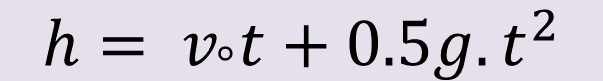 h = v∘t + 0.5g. t²